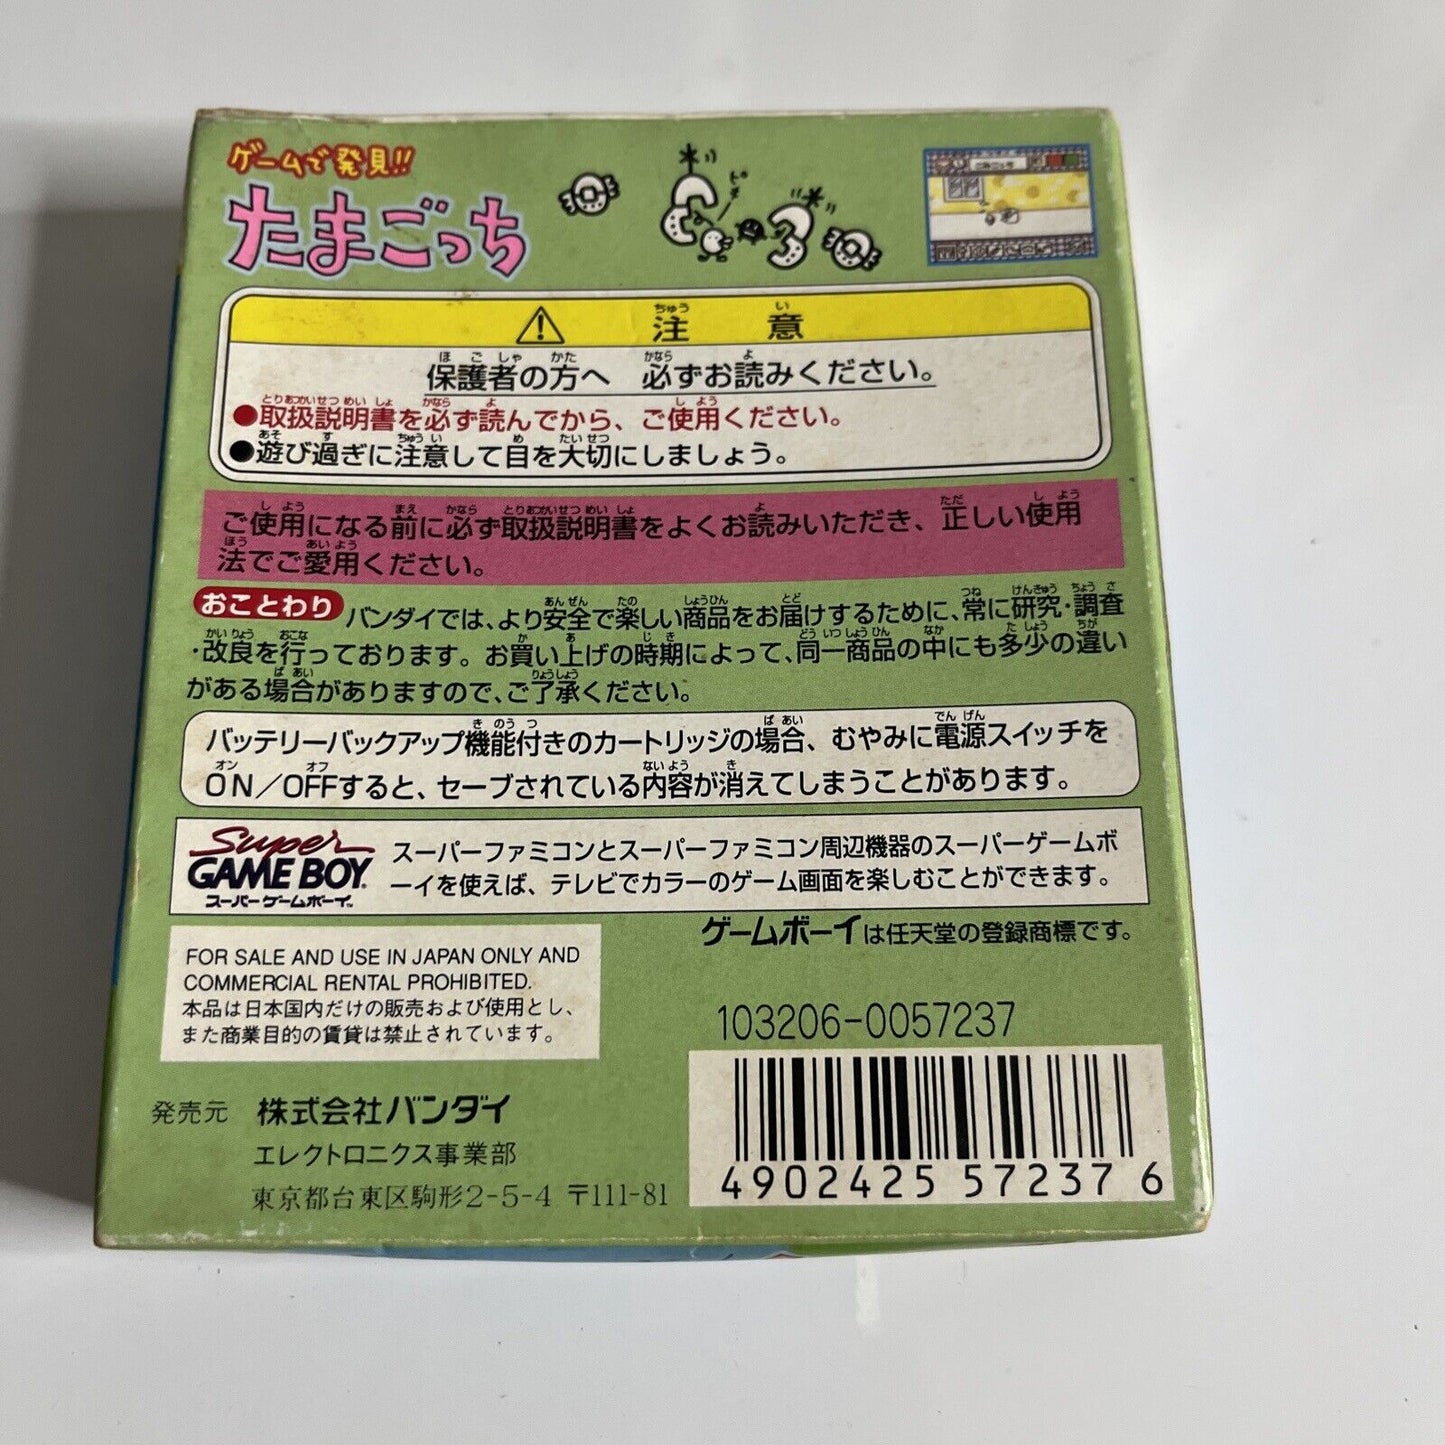 ゲームで発見!!
たまごっち
注意
保護者の方へ 必ずお読みください。
●取扱説明書を必ず読んでから、ご使用ください。
●遊び過ぎに注意して目を大切にしましょう。
ご使用になる前に必ず取扱説明書をよくお読みいただき、正しい使用
法でご愛用ください。
おことわり バンダイでは、より安全で楽しい商品をお届けするために、常に研究・調査
・改良を行っております。お買い上げの時期によって、同一商品の中にも多少の違い
がある場合がありますので、ご了承ください。
バッテリーバックアップ機能付きのカートリッジの場合、むやみに電源スイッチを
ON/OFFすると、セーブされている内容が消えてしまうことがあります。
Super
GAME BOY
スーパーゲームボーイ
スーパーファミコンとスーパーファミコン周辺機器のスーパーゲームボ
ーイを使えば、テレビでカラーのゲーム画面を楽しむことができます。
ゲームボーイは任天堂の登録商標です。
FOR SALE AND USE IN JAPAN ONLY AND
COMMERCIAL RENTAL PROHIBITED.
本品は日本国内だけの販売および使用とし、
また商業目的の賃貸は禁止されています。
103206-0057237
発売元 株式会社バンダイ
エレクトロニクス事業部
東京都台東区駒形2-5-4 〒111-81
4902425572376